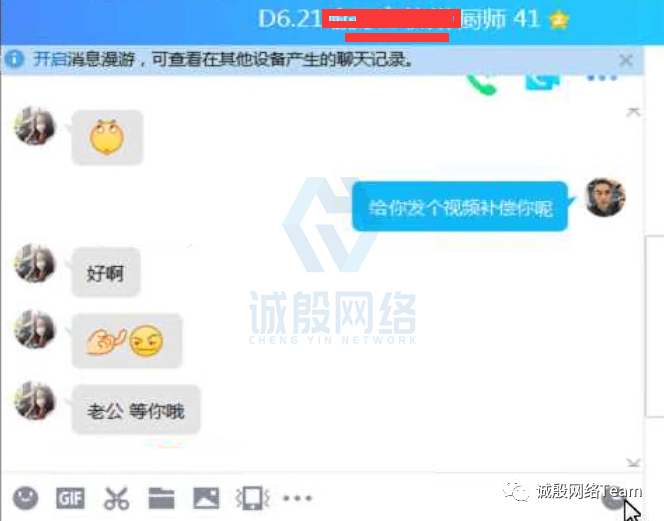 D6.21 厨师 41
开启消息漫游，可查看在其他设备产生的聊天记录。
给你发个视频补偿你呢
好啊
老公 等你哦
诚殷网络
CHENG YIN NETWORK
GIF
诚殷网络Team